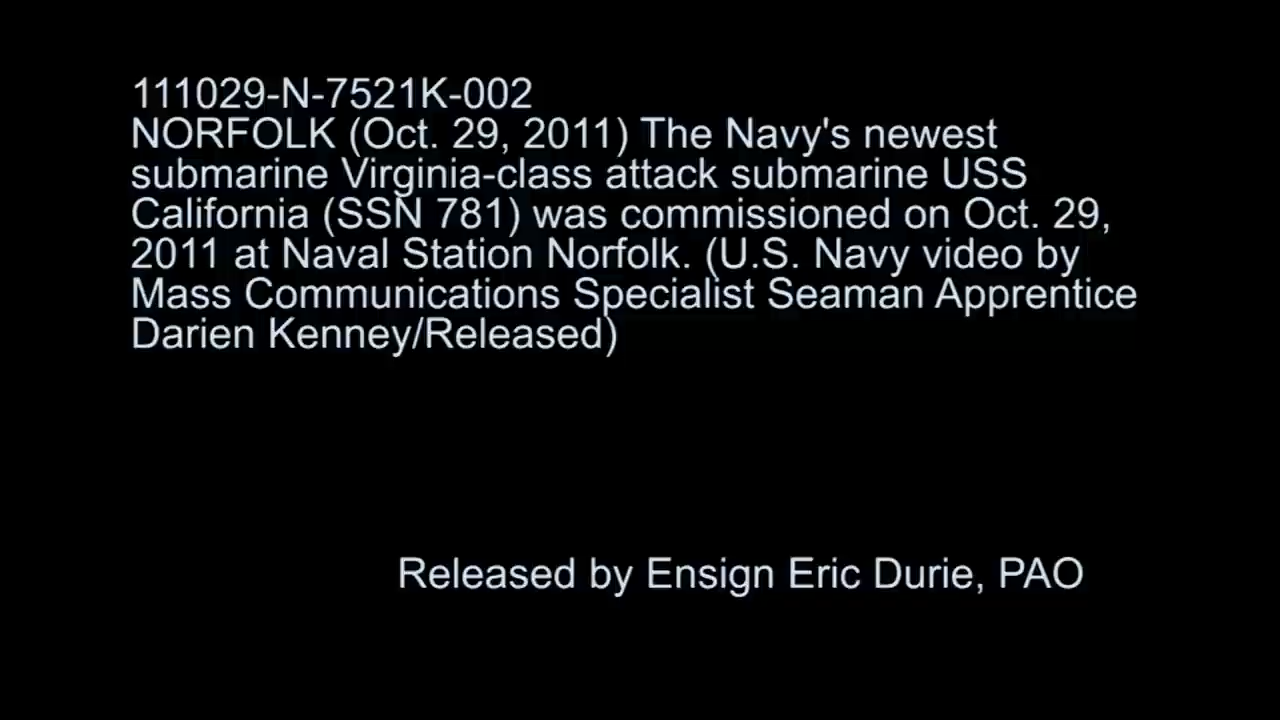 111029-N-7521K-002
NORFOLK (Oct. 29, 2011) The Navy's newest
submarine Virginia-class attack submarine USS
California (SSN 781) was commissioned on Oct. 29,
2011 at Naval Station Norfolk. (U.S. Navy video by
Mass Communications Specialist Seaman Apprentice
Darien Kenney/Released)
Released by Ensign Eric Durie, PAO